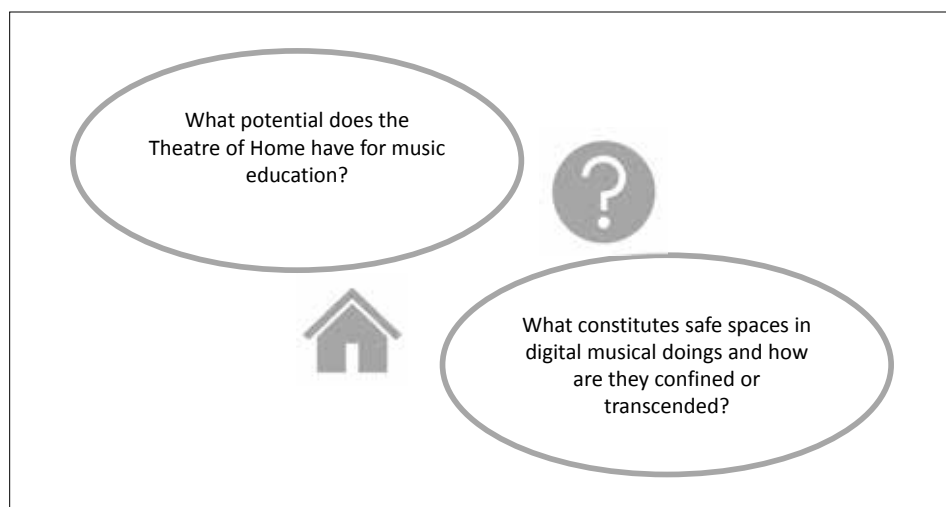 What potential does the
Theatre of Home have for music
education?
What constitutes safe spaces in
digital musical doings and how
are they confined or
transcended?